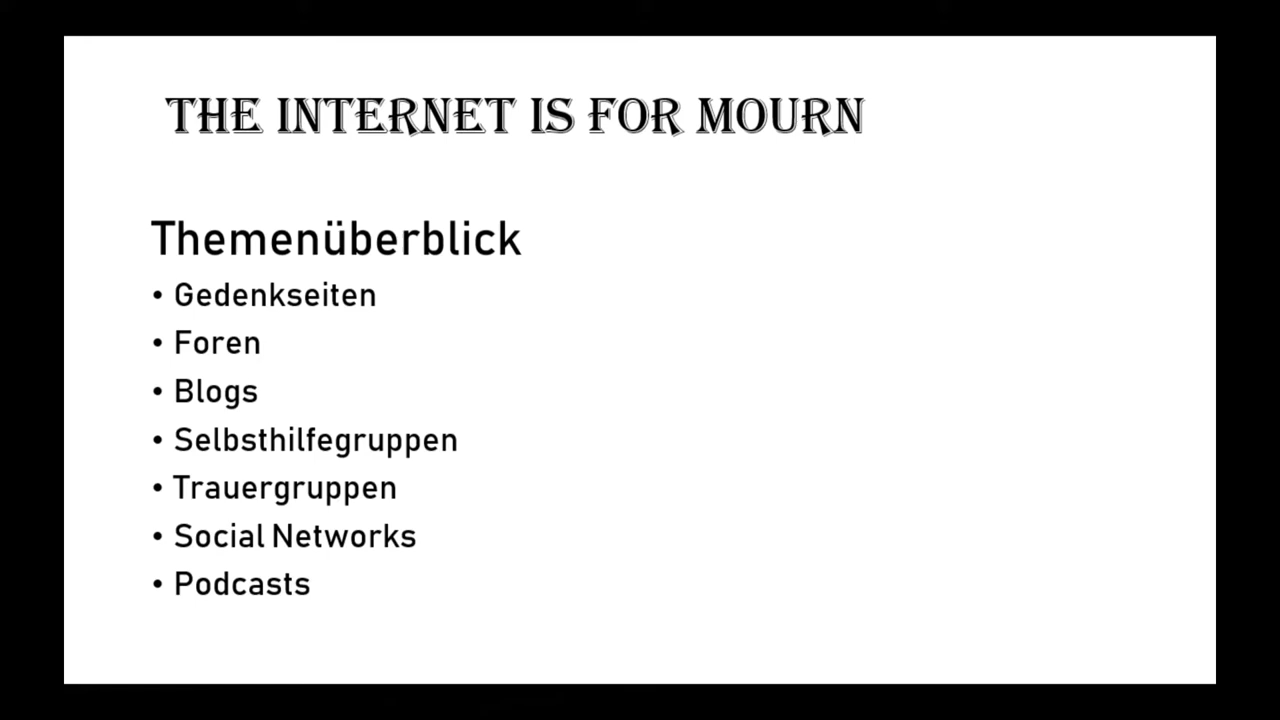 THE INTERNET IS FOR MOURN
Themenüberblick
• Gedenkseiten
• Foren
• Blogs
• Selbsthilfegruppen
• Trauergruppen
• Social Networks
• Podcasts